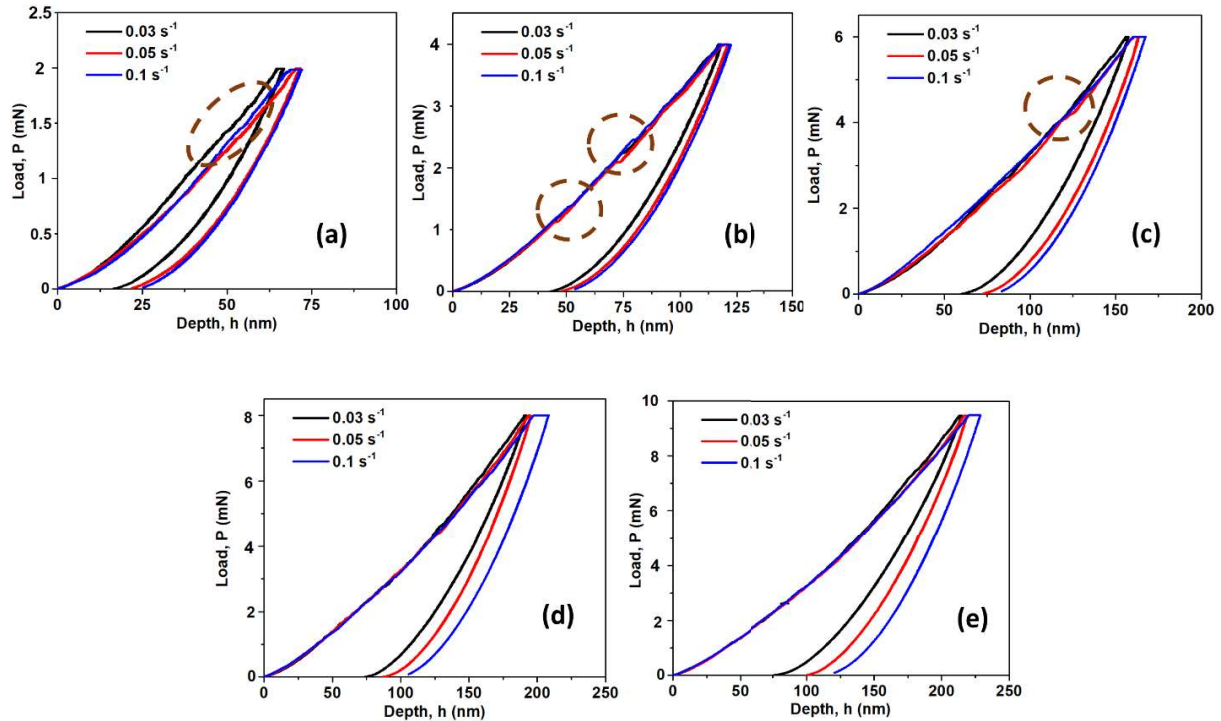 2.5
2
1.5
1
0.5
0
0 25 50 75 100
Load, P (mN)
Depth, h (nm)
0.03 s⁻¹
0.05 s⁻¹
0.1 s⁻¹
(a)
4
3
2
1
0
0 25 50 75 100 125 150
Load, P (mN)
Depth, h (nm)
0.03 s⁻¹
0.05 s⁻¹
0.1 s⁻¹
(b)
6
4
2
0
0 50 100 150 200
Load, P (mN)
Depth, h (nm)
0.03 s⁻¹
0.05 s⁻¹
0.1 s⁻¹
(c)
8
6
4
2
0
0 50 100 150 200 250
Load, P (mN)
Depth, h (nm)
0.03 s⁻¹
0.05 s⁻¹
0.1 s⁻¹
(d)
10
8
6
4
2
0
0 50 100 150 200 250
Load, P (mN)
Depth, h (nm)
0.03 s⁻¹
0.05 s⁻¹
0.1 s⁻¹
(e)